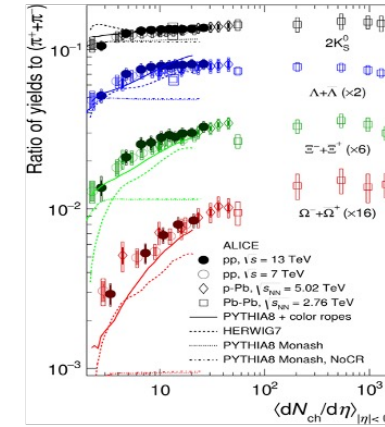 Ratio of yields to (π⁺+π⁻)
10⁻¹
10⁻²
10⁻³
2K⁰S
Λ+Λ̅ (×2)
Ξ⁻+Ξ̅⁺ (×6)
Ω⁻+Ω̅⁺ (×16)
ALICE
pp, √s = 13 TeV
pp, √s = 7 TeV
p-Pb, √sNN = 5.02 TeV
Pb-Pb, √sNN = 2.76 TeV
PYTHIA8 + color ropes
HERWIG7
PYTHIA8 Monash
PYTHIA8 Monash, NoCR
10 10² 10³
⟨dNch/dη⟩|η|<